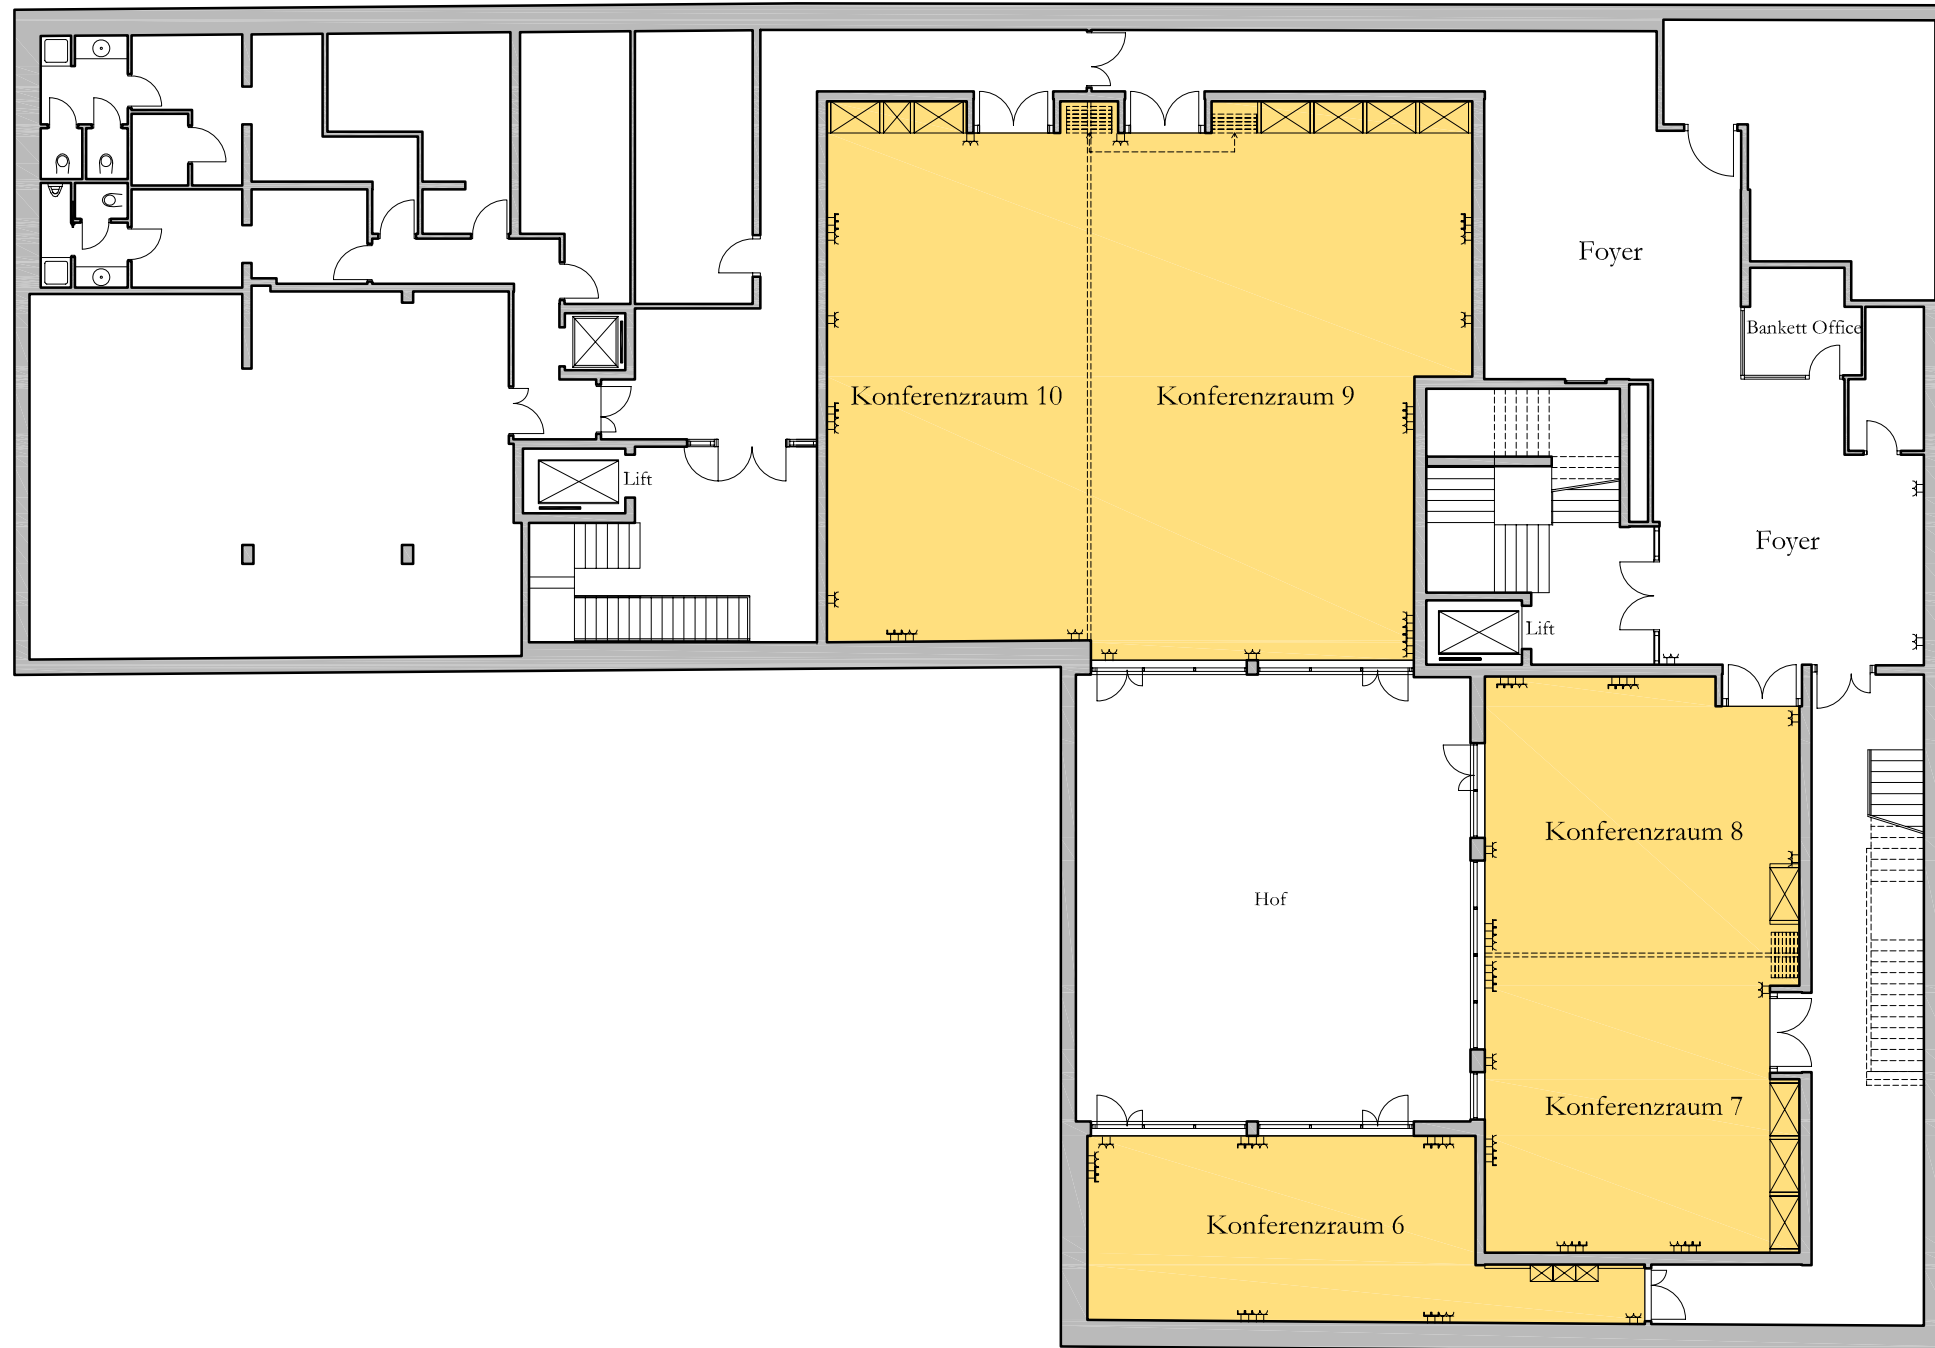 Foyer
Bankett Office
Konferenzraum 10
Konferenzraum 9
Lift
Foyer
Lift
Konferenzraum 8
Hof
Konferenzraum 7
Konferenzraum 6